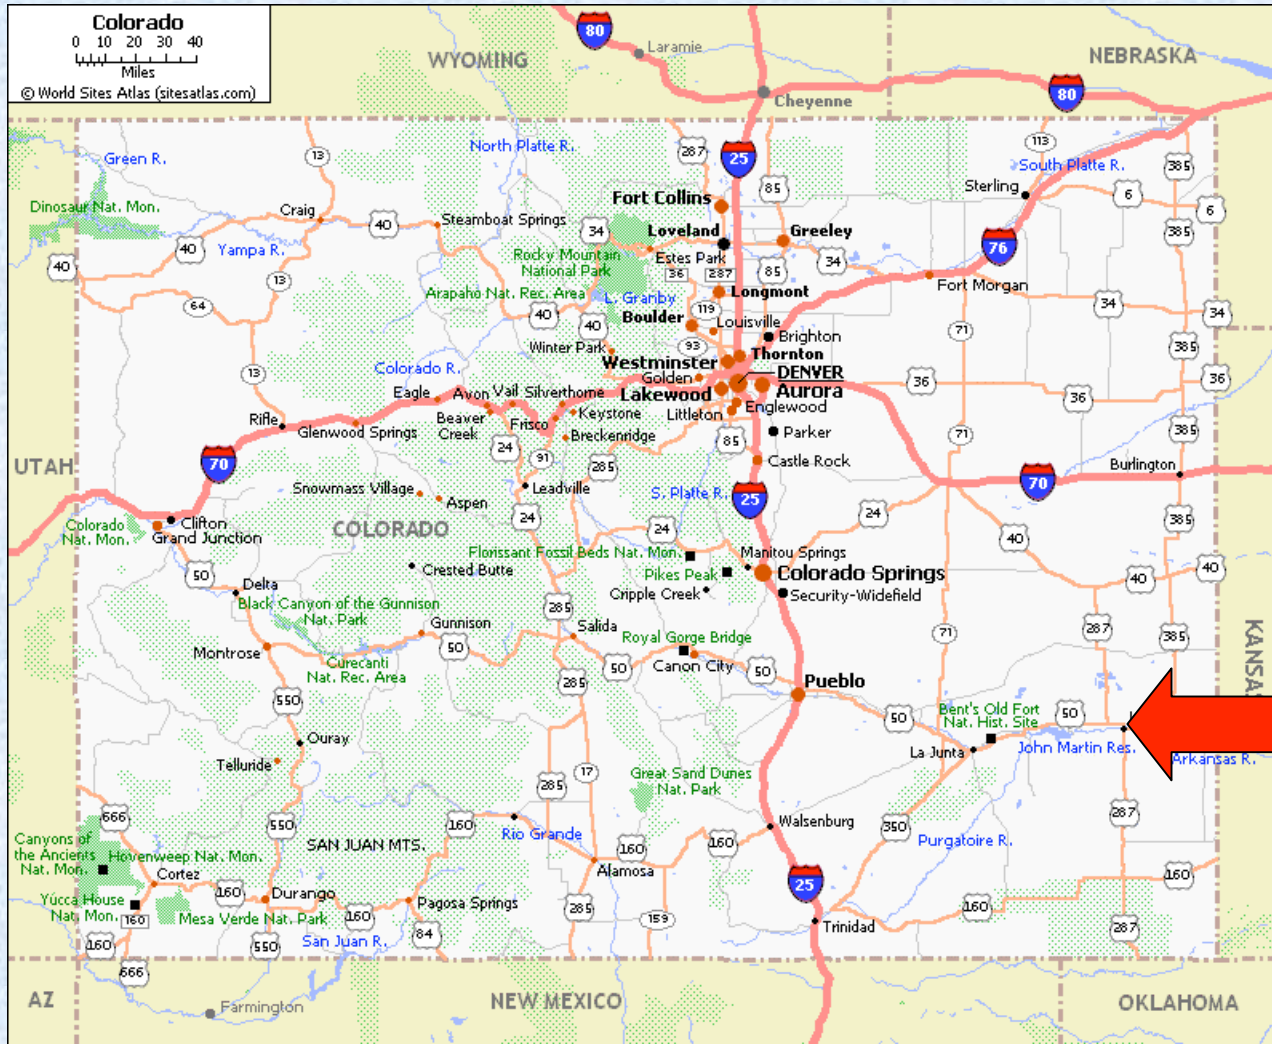 Colorado
0 10 20 30 40
Miles
© World Sites Atlas (sitesatlas.com)
80
Laramie
WYOMING
NEBRASKA
Cheyenne
80
Green R.
13
North Platte R.
287
25
85
113
South Platte R.
385
Sterling
6
6
Dinosaur Nat. Mon.
Craig
40
Steamboat Springs
Fort Collins
34
Loveland
Greeley
385
76
40
Yampa R.
40
Rocky Mountain
National Park
Estes Park
36
287
85
34
Fort Morgan
13
64
Arapaho Nat. Rec. Area
L. Granby
Longmont
34
34
40
40
Boulder
119
Louisville
71
Brighton
Winter Park
93
385
Colorado R.
Westminster
Thornton
13
Golden
DENVER
36
36
Eagle
Avon
Vail
Silverthorne
Lakewood
Aurora
36
Rifle
Glenwood Springs
Beaver
Creek
Frisco
Keystone
Littleton
Englewood
Breckenridge
85
Parker
71
385
UTAH
70
24
91
285
Castle Rock
Burlington
Snowmass Village
Aspen
Leadville
S. Platte R.
25
70
Colorado
Nat. Mon.
Clifton
Grand Junction
COLORADO
24
24
24
385
Florissant Fossil Beds Nat. Mon.
Manitou Springs
40
50
Crested Butte
Pikes Peak
Colorado Springs
40
40
Delta
Cripple Creek
Security-Widefield
Black Canyon of the Gunnison
Nat. Park
285
Gunnison
Salida
Royal Gorge Bridge
71
287
385
KANSAS
Montrose
50
Curecanti
Nat. Rec. Area
50
Canon City
50
285
Pueblo
550
Bent's Old Fort
Nat. Hist. Site
50
50
Ouray
La Junta
John Martin Res.
Arkansas R.
Telluride
17
285
Great Sand Dunes
Nat. Park
666
550
SAN JUAN MTS.
160
Rio Grande
Walsenburg
350
287
Canyons of
the Ancients
Nat. Mon.
Hovenweep Nat. Mon.
160
160
Purgatoire R.
Cortez
Alamosa
25
160
Yucca House
Nat. Mon.
160
160
Durango
Pagosa Springs
Mesa Verde Nat. Park
160
285
159
160
Trinidad
160
550
San Juan R.
84
287
666
AZ
Farmington
NEW MEXICO
OKLAHOMA